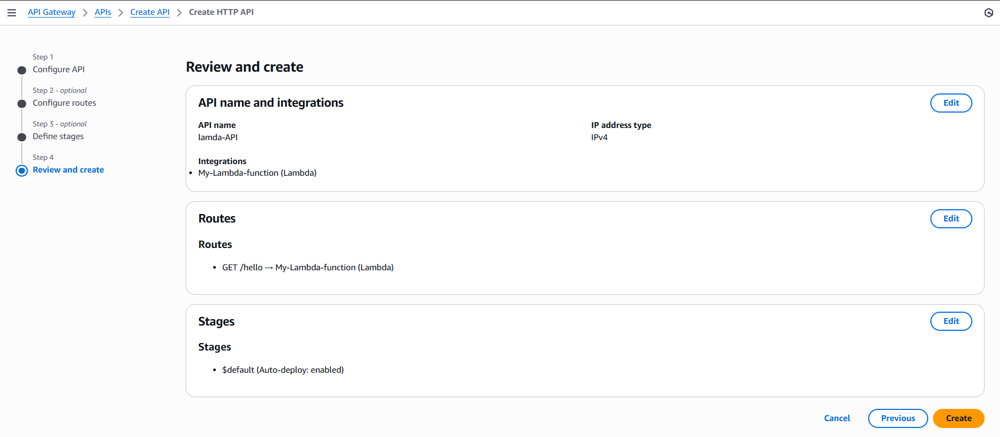 API Gateway > APIs > Create API > Create HTTP API
Step 1
Configure API
Step 2 - optional
Configure routes
Step 3 - optional
Define stages
Step 4
Review and create
Review and create
API name and integrations
Edit
API name
lamda-API
IP address type
IPv4
Integrations
• My-Lambda-function (Lambda)
Routes
Edit
Routes
• GET /hello → My-Lambda-function (Lambda)
Stages
Edit
Stages
• $default (Auto-deploy: enabled)
Cancel
Previous
Create